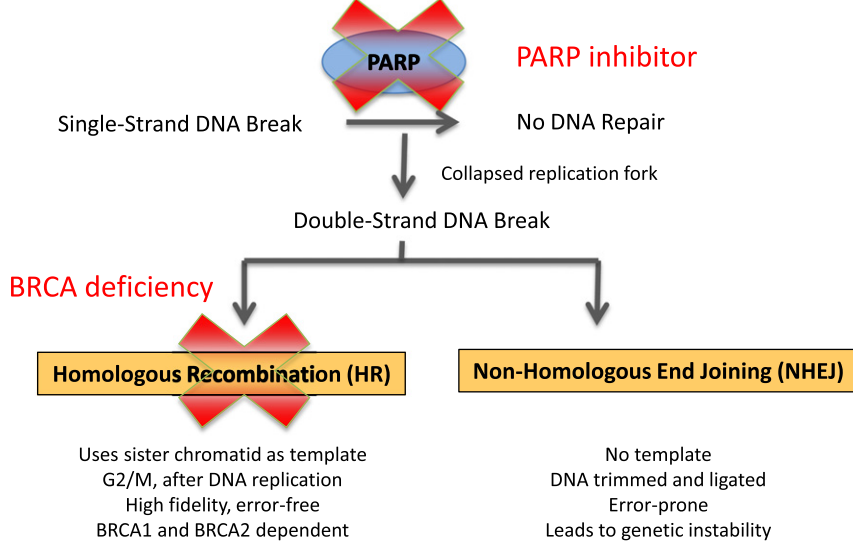 PARP
PARP inhibitor
Single-Strand DNA Break
No DNA Repair
Collapsed replication fork
Double-Strand DNA Break
BRCA deficiency
Homologous Recombination (HR)
Non-Homologous End Joining (NHEJ)
Uses sister chromatid as template
G2/M, after DNA replication
High fidelity, error-free
BRCA1 and BRCA2 dependent
No template
DNA trimmed and ligated
Error-prone
Leads to genetic instability